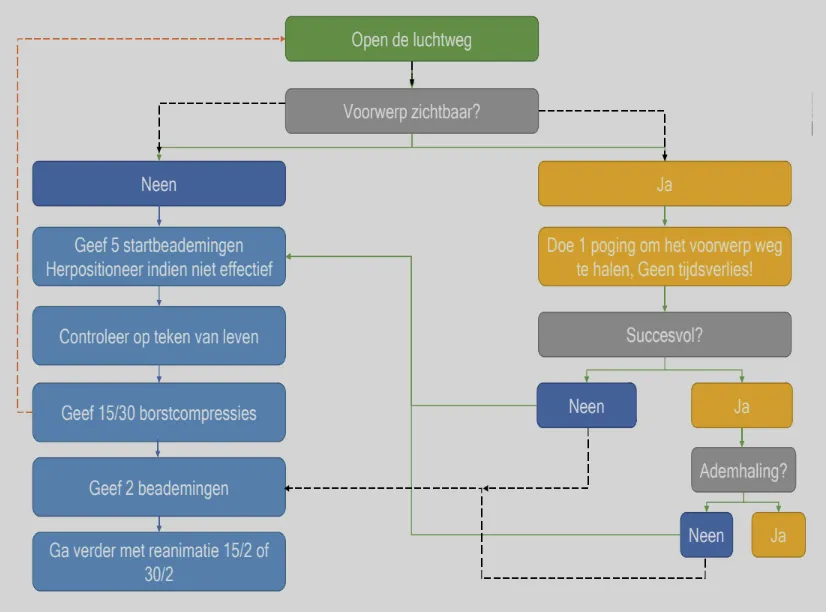 Open de luchtweg
Voorwerp zichtbaar?
Neen
Ja
Geef 5 startbeademingen
Herpositioneer indien niet effectief
Doe 1 poging om het voorwerp weg
te halen, Geen tijdsverlies!
Controleer op teken van leven
Succesvol?
Geef 15/30 borstcompressies
Neen
Ja
Ademhaling?
Geef 2 beademingen
Neen
Ja
Ga verder met reanimatie 15/2 of
30/2